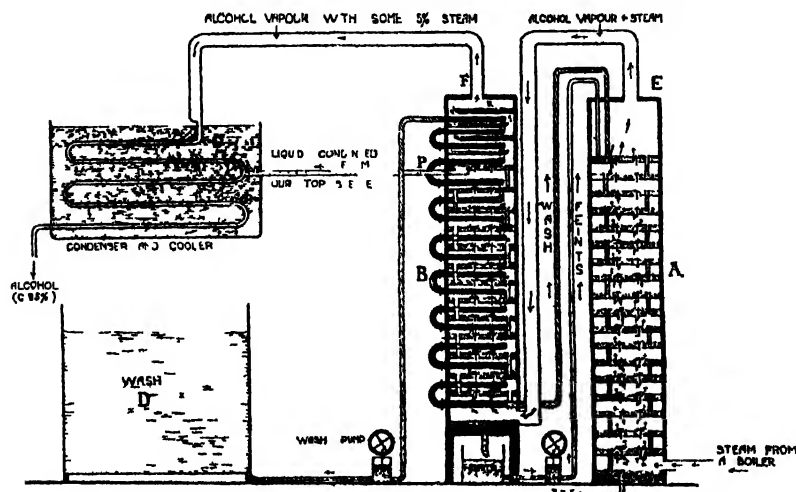 ALCOHOL VAPOUR WITH SOME 5% STEAM
ALCOHOL VAPOUR + STEAM
F
E
P
LIQUID
B
A
WASH
FEINTS
CONDENSER AND COOLER
ALCOHOL
WASH
D
WASH PUMP
STEAM FROM
A BOILER